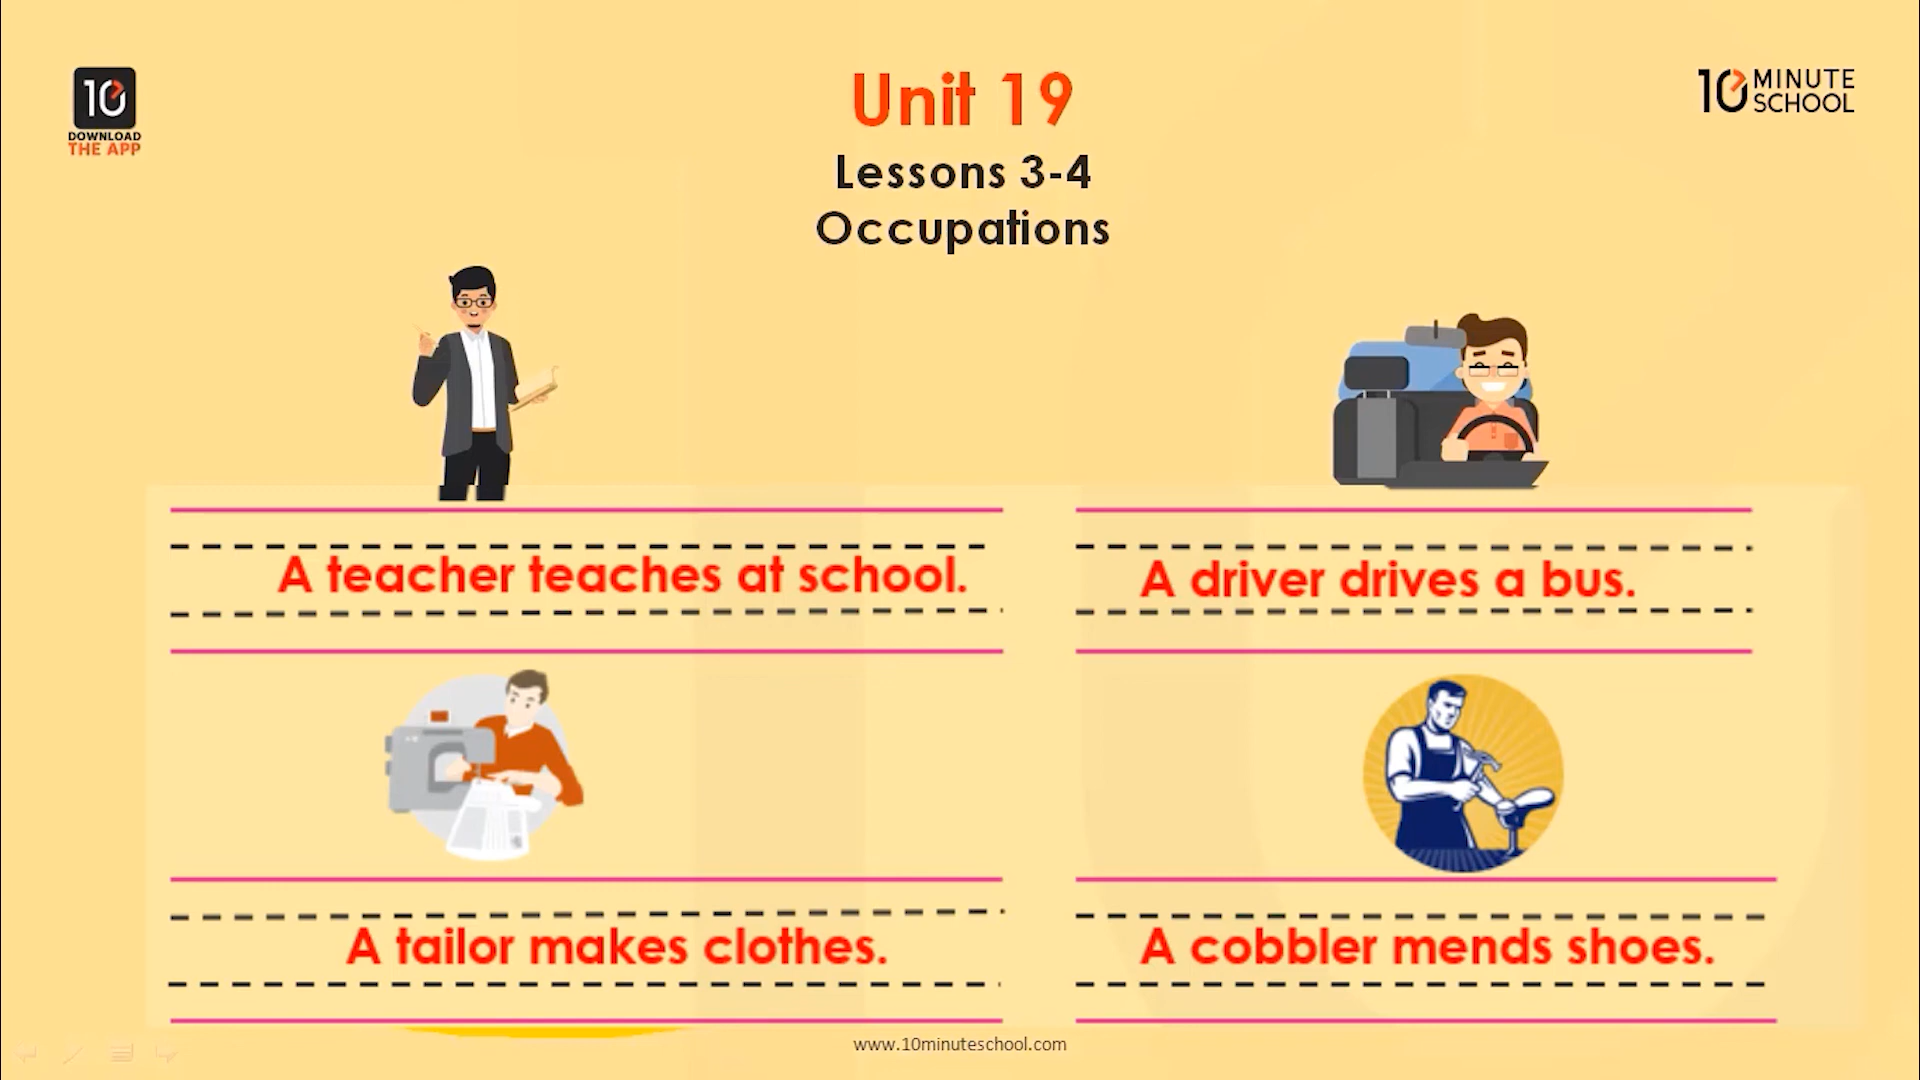 10
DOWNLOAD
THE APP
Unit 19
Lessons 3-4
Occupations
10 MINUTE
SCHOOL
A teacher teaches at school.
A driver drives a bus.
A tailor makes clothes.
A cobbler mends shoes.
www.10minuteschool.com